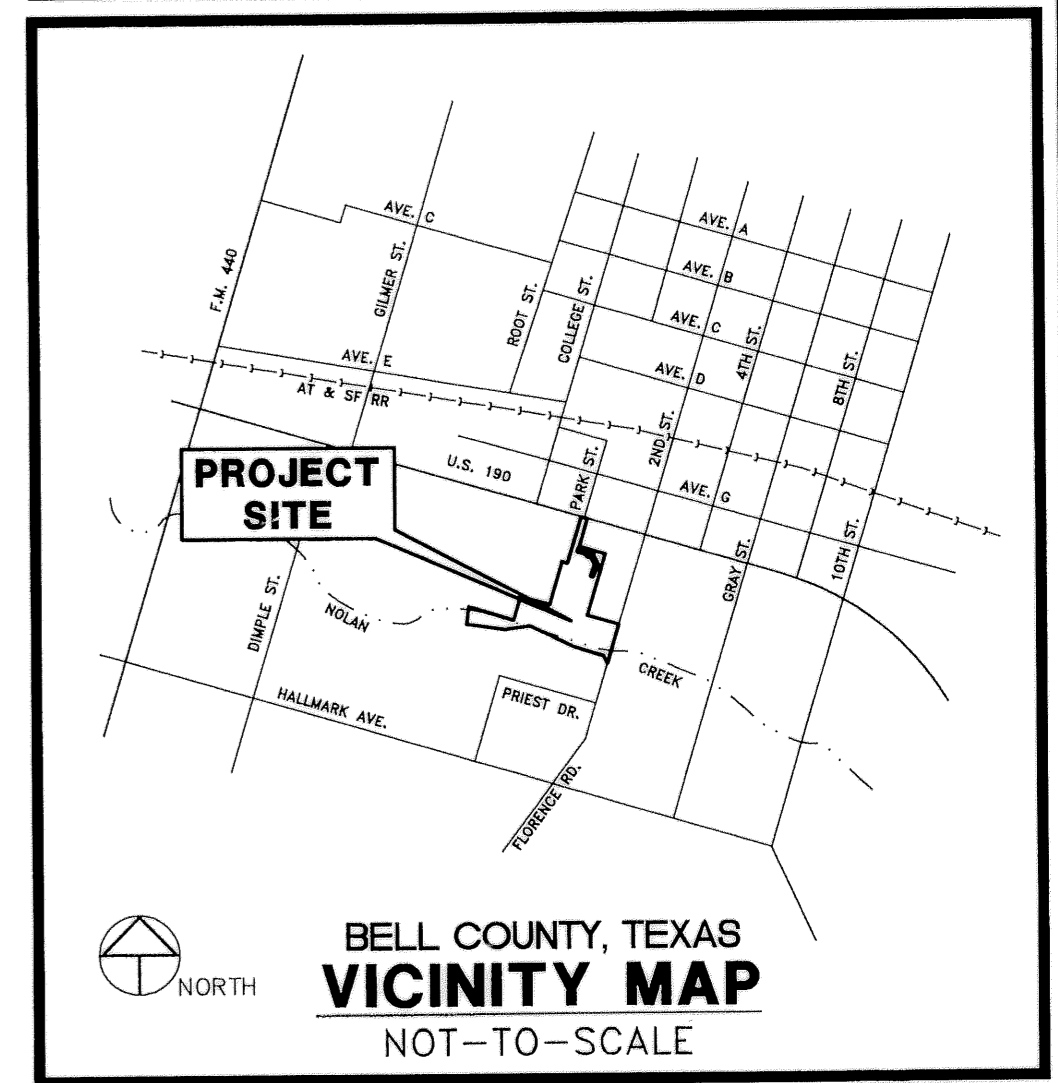 AVE. C
AVE. A
F.M. 440
GILMER ST.
ROOT ST.
COLLEGE ST.
AVE. B
AVE. C
4TH ST.
8TH ST.
AVE. E
AT & SF RR
AVE. D
2ND ST.
U.S. 190
PARK ST.
AVE. G
PROJECT
SITE
GRAY ST.
10TH ST.
DIMPLE ST.
NOLAN
CREEK
HALLMARK AVE.
PRIEST DR.
FLORENCE RD.
NORTH
BELL COUNTY, TEXAS
VICINITY MAP
NOT-TO-SCALE